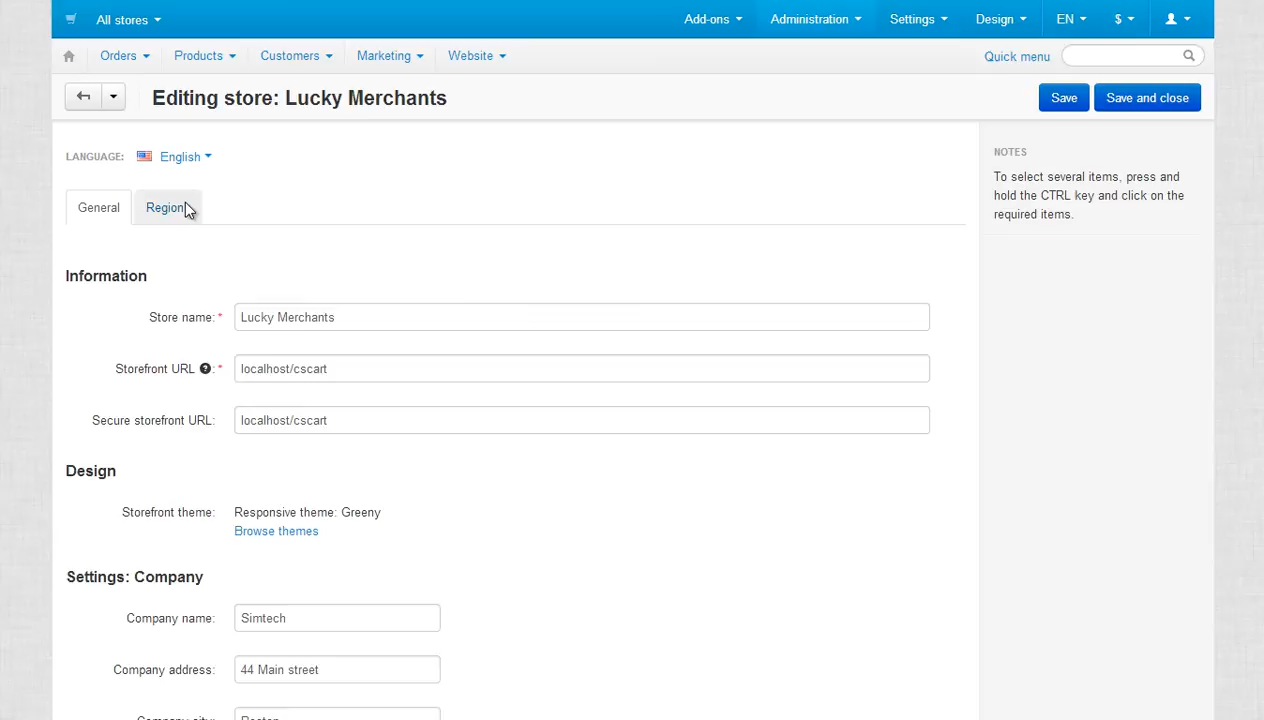 All stores
Add-ons
Administration
Settings
Design
EN
$
Orders
Products
Customers
Marketing
Website
Quick menu
Editing store: Lucky Merchants
Save
Save and close
LANGUAGE: English
General
Region
NOTES
To select several items, press and
hold the CTRL key and click on the
required items.
Information
Store name: *
Lucky Merchants
Storefront URL ?: *
localhost/cscart
Secure storefront URL:
localhost/cscart
Design
Storefront theme:
Responsive theme: Greeny
Browse themes
Settings: Company
Company name:
Simtech
Company address:
44 Main street
Company city:
Boston